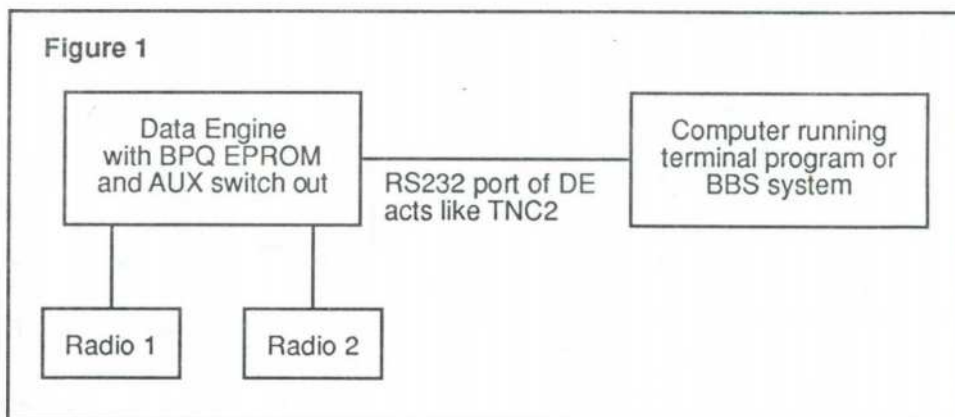 Figure 1
Data Engine
with BPQ EPROM
and AUX switch out
RS232 port of DE
acts like TNC2
Computer running
terminal program or
BBS system
Radio 1
Radio 2